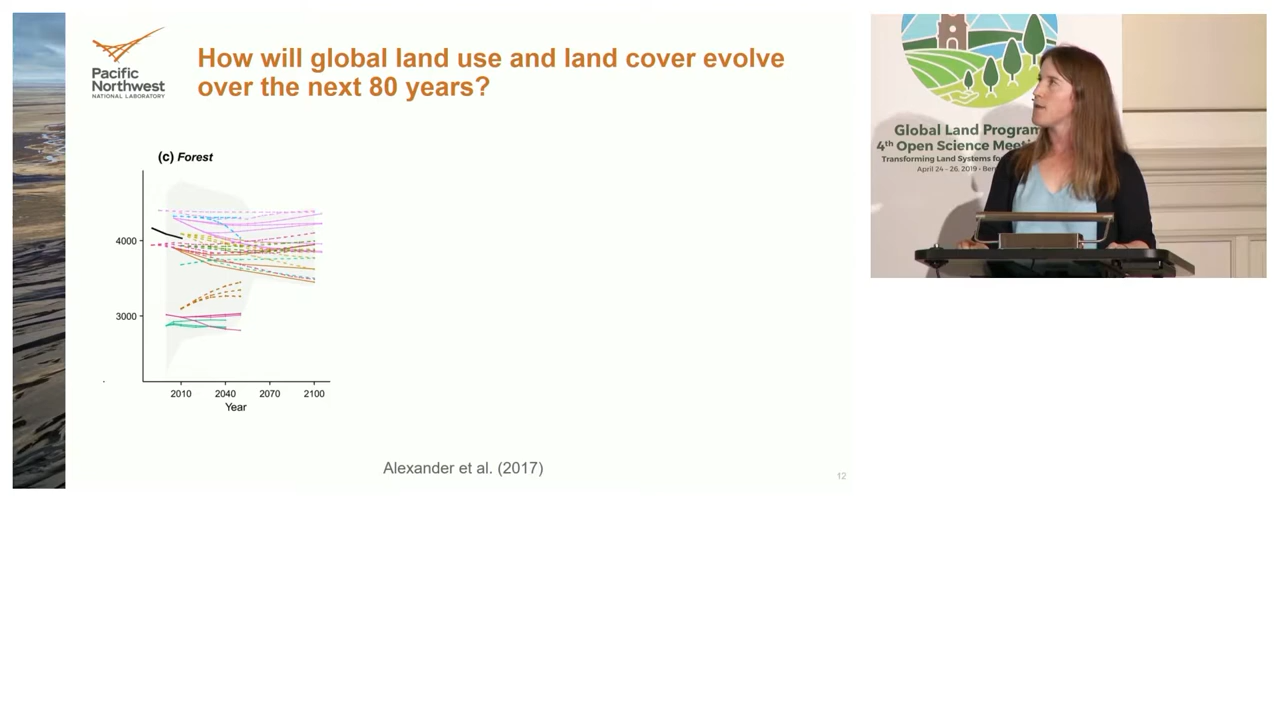 Pacific
Northwest
NATIONAL LABORATORY
How will global land use and land cover evolve
over the next 80 years?
(c) Forest
4000
3000
2010 2040 2070 2100
Year
Alexander et al. (2017)
12
Global Land Program
4th Open Science Meeti
Transforming Land Systems fo
April 24 - 26, 2019 - Ber